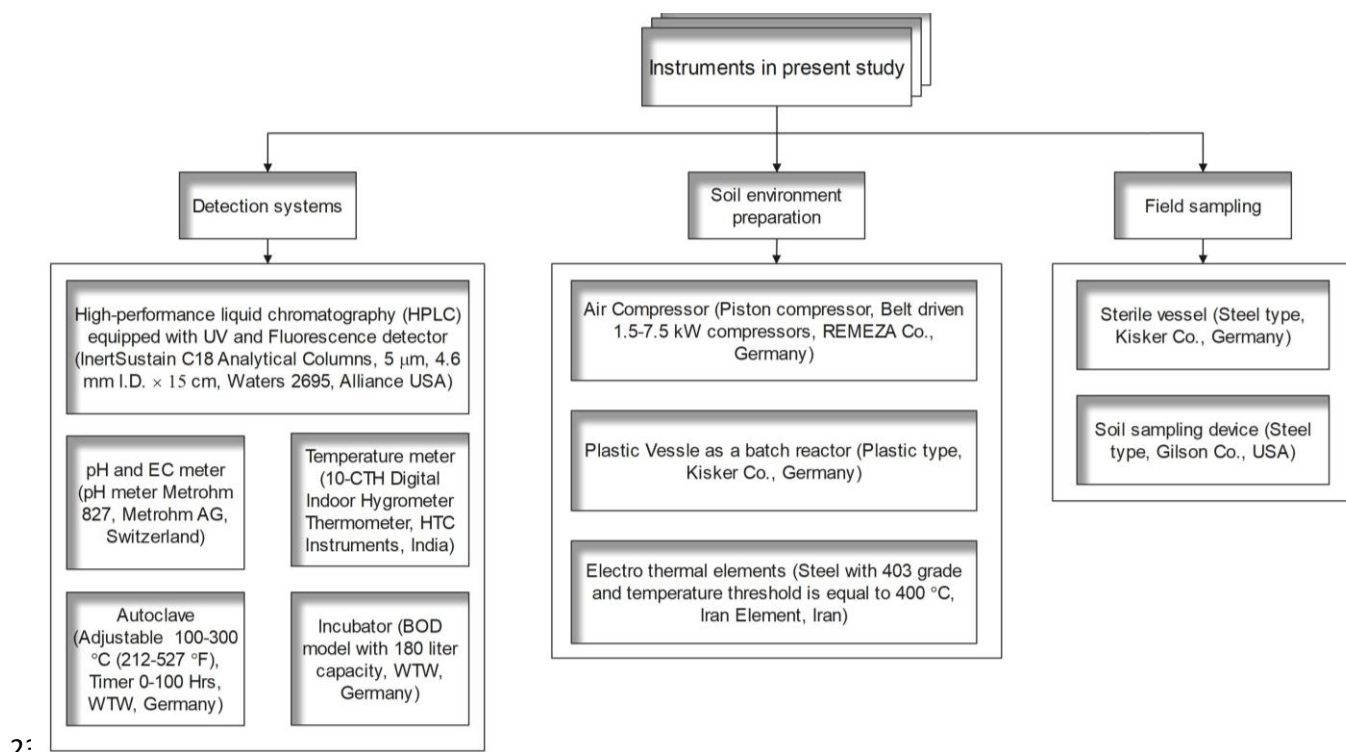 Instruments in present study
Detection systems
Soil environment
preparation
Field sampling
High-performance liquid chromatography (HPLC)
equipped with UV and Fluorescence detector
(InertSustain C18 Analytical Columns, 5 μm, 4.6
mm I.D. × 15 cm, Waters 2695, Alliance USA)
pH and EC meter
(pH meter Metrohm
827, Metrohm AG,
Switzerland)
Temperature meter
(10-CTH Digital
Indoor Hygrometer
Thermometer, HTC
Instruments, India)
Autoclave
(Adjustable 100-300
°C (212-527 °F),
Timer 0-100 Hrs,
WTW, Germany)
Incubator (BOD
model with 180 liter
capacity, WTW,
Germany)
Air Compressor (Piston compressor, Belt driven
1.5-7.5 kW compressors, REMEZA Co.,
Germany)
Plastic Vessle as a batch reactor (Plastic type,
Kisker Co., Germany)
Electro thermal elements (Steel with 403 grade
and temperature threshold is equal to 400 °C,
Iran Element, Iran)
Sterile vessel (Steel type,
Kisker Co., Germany)
Soil sampling device (Steel
type, Gilson Co., USA)